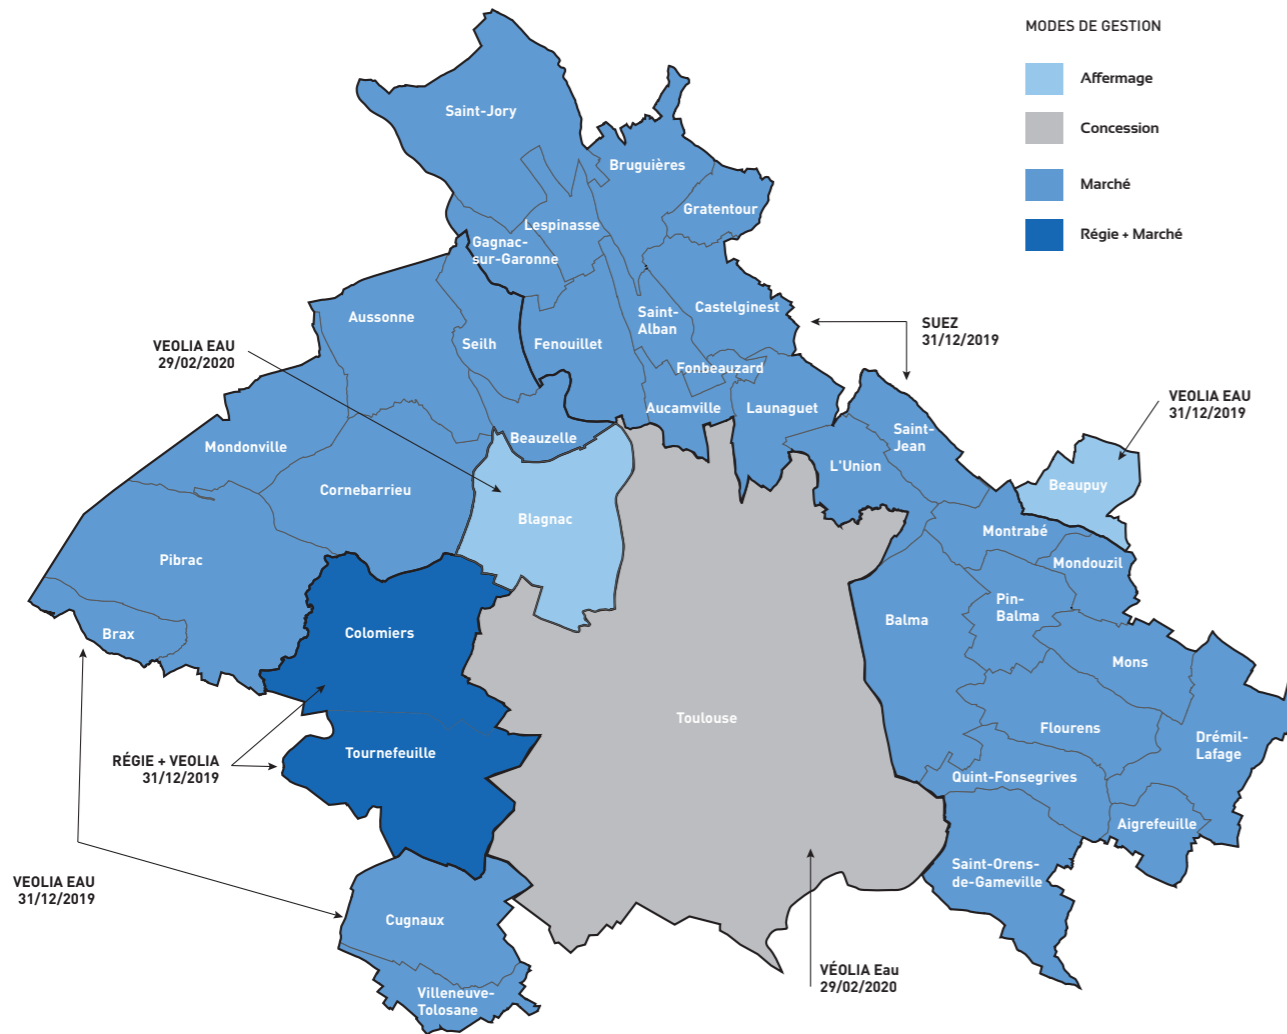 MODES DE GESTION
Affermage
Concession
Marché
Régie + Marché
Saint-Jory
Bruguières
Gratentour
Lespinasse
Gagnac-
sur-Garonne
Aussonne
Seilh
Fenouillet
Saint-
Alban
Castelginest
SUEZ
31/12/2019
VEOLIA EAU
29/02/2020
Fonbeauzard
Aucamville
Launaguet
VEOLIA EAU
31/12/2019
Mondonville
Beauzelle
L'Union
Saint-
Jean
Beaupuy
Cornebarrieu
Blagnac
Montrabé
Mondouzil
Pibrac
Pin-
Balma
Balma
Brax
Colomiers
Mons
Toulouse
Flourens
Drémil-
Lafage
Tournefeuille
RÉGIE + VEOLIA
31/12/2019
Quint-Fonsegrives
Aigrefeuille
Saint-Orens-
de-Gameville
VEOLIA EAU
31/12/2019
Cugnaux
Villeneuve-
Tolosane
VÉOLIA Eau
29/02/2020